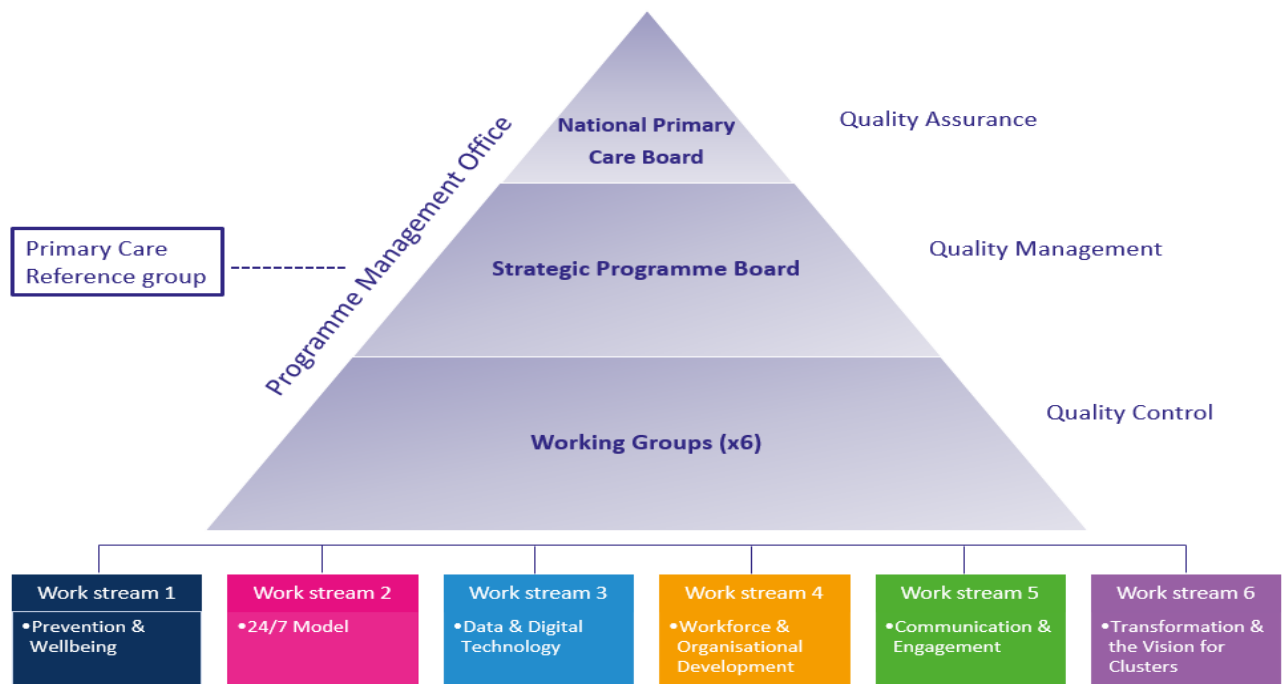 National Primary
Care Board
Quality Assurance
Programme Management Office
Primary Care
Reference group
Strategic Programme Board
Quality Management
Working Groups (x6)
Quality Control
Work stream 1
•Prevention &
Wellbeing
Work stream 2
•24/7 Model
Work stream 3
•Data & Digital
Technology
Work stream 4
•Workforce &
Organisational
Development
Work stream 5
•Communication &
Engagement
Work stream 6
•Transformation &
the Vision for
Clusters